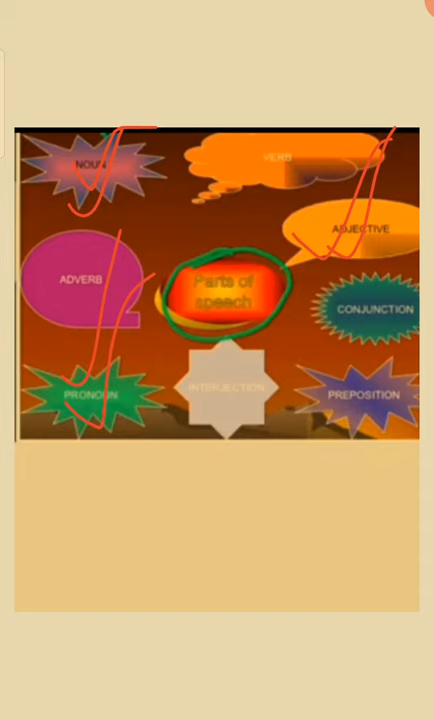 NOUN
VERB
ADJECTIVE
ADVERB
Parts of
speech
CONJUNCTION
PRONOUN
INTERJECTION
PREPOSITION